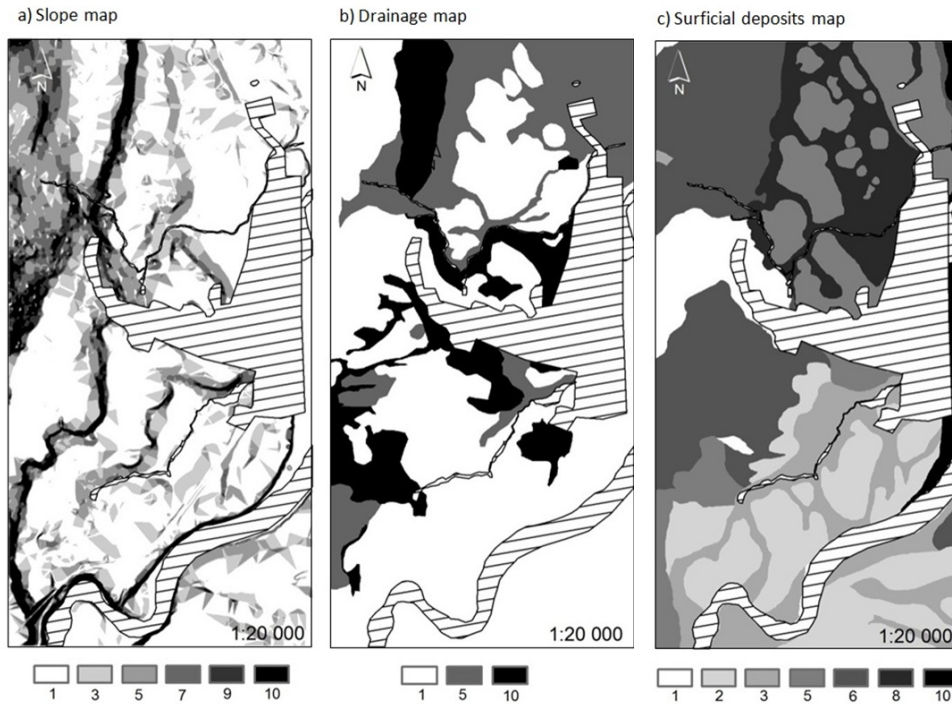 a) Slope map
b) Drainage map
c) Surficial deposits map
N
N
N
1:20 000
1:20 000
1:20 000
1 3 5 7 9 10
1 5 10
1 2 3 5 6 8 10